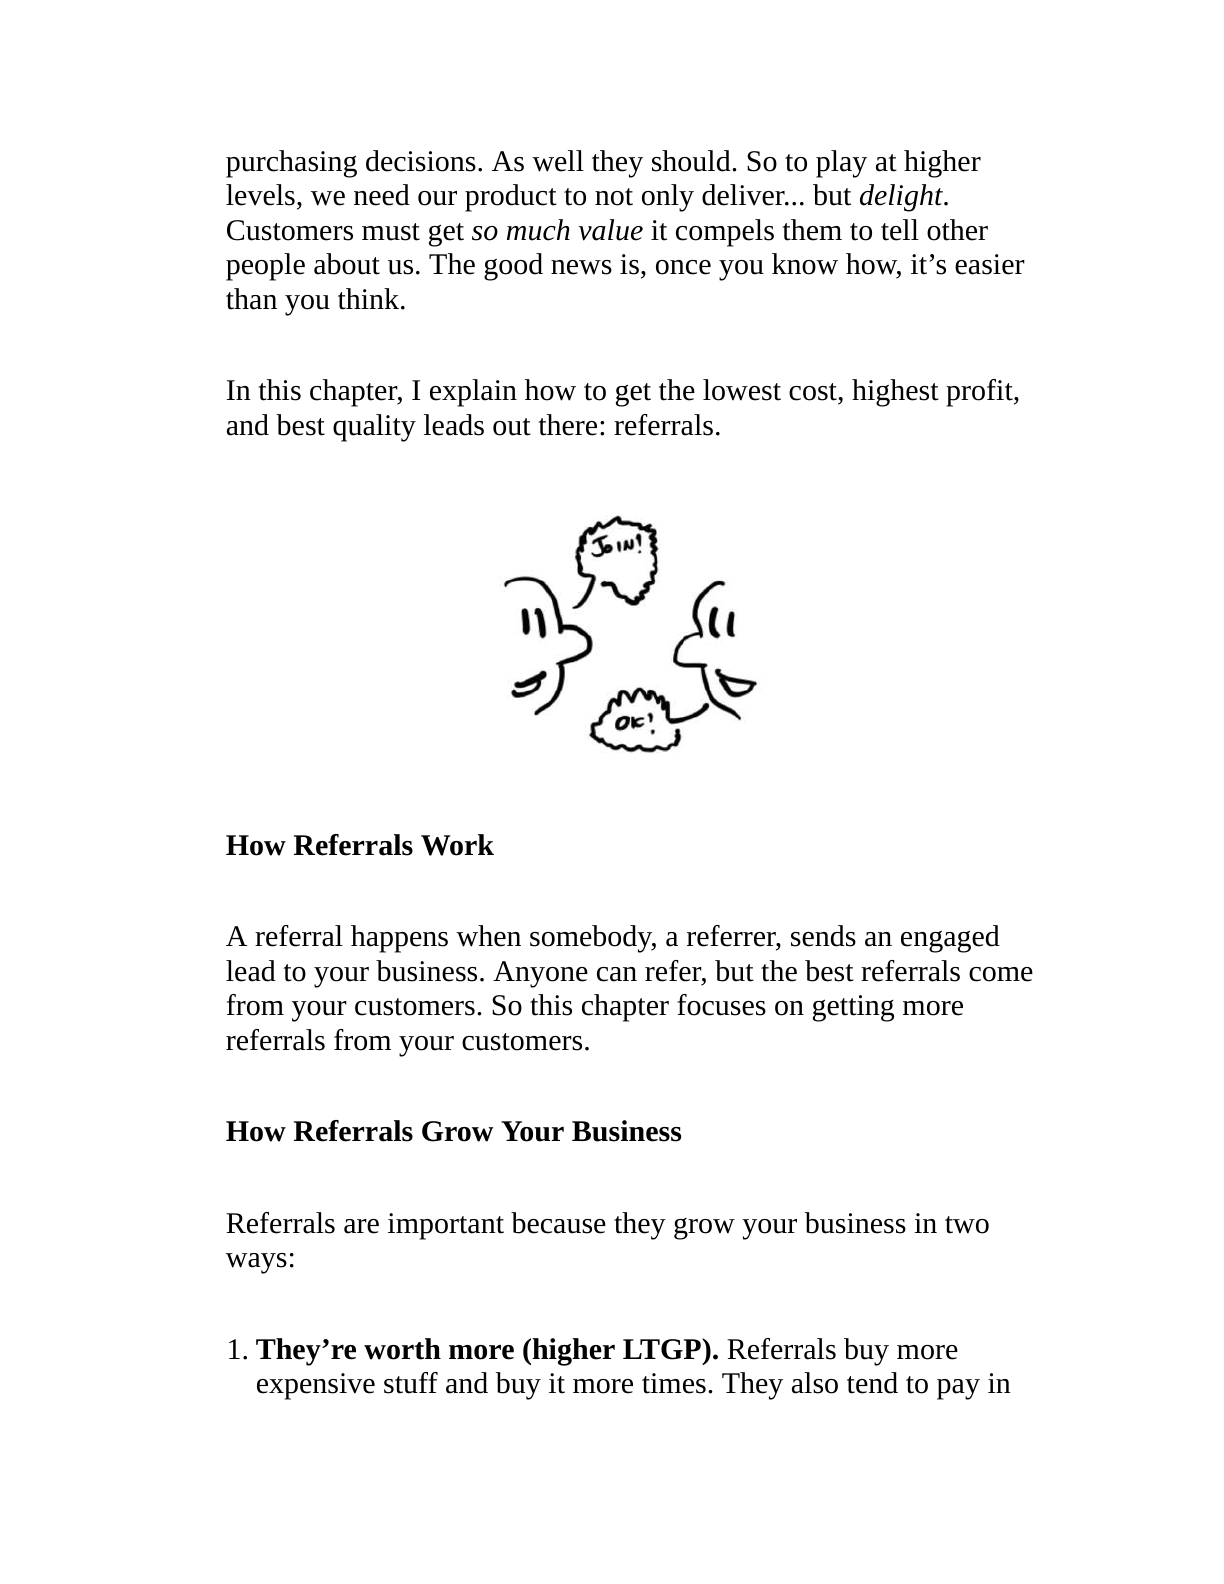 purchasing decisions. As well they should. So to play at higher
levels, we need our product to not only deliver... but delight.
Customers must get so much value it compels them to tell other
people about us. The good news is, once you know how, it’s easier
than you think.
In this chapter, I explain how to get the lowest cost, highest profit,
and best quality leads out there: referrals.
JOIN!
OK!
How Referrals Work
A referral happens when somebody, a referrer, sends an engaged
lead to your business. Anyone can refer, but the best referrals come
from your customers. So this chapter focuses on getting more
referrals from your customers.
How Referrals Grow Your Business
Referrals are important because they grow your business in two
ways:
1. They’re worth more (higher LTGP). Referrals buy more
expensive stuff and buy it more times. They also tend to pay in